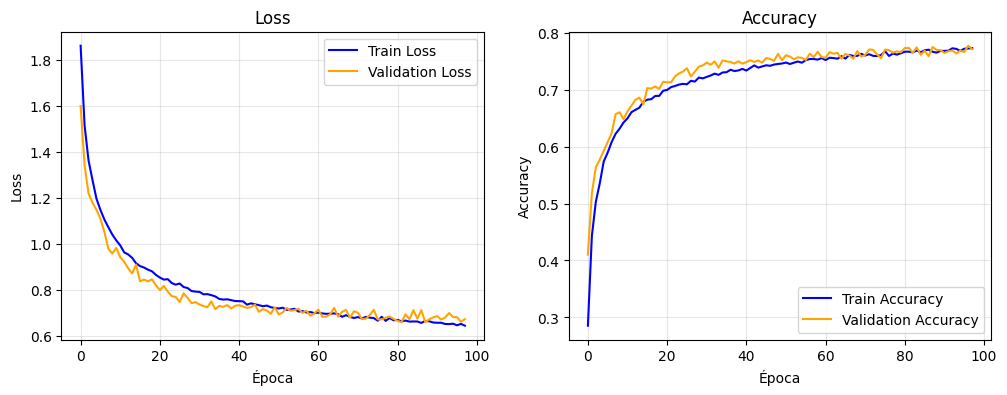 Loss
Train Loss
Validation Loss
Loss
1.8
1.6
1.4
1.2
1.0
0.8
0.6
0 20 40 60 80 100
Época
Accuracy
Accuracy
0.8
0.7
0.6
0.5
0.4
0.3
Train Accuracy
Validation Accuracy
0 20 40 60 80 100
Época